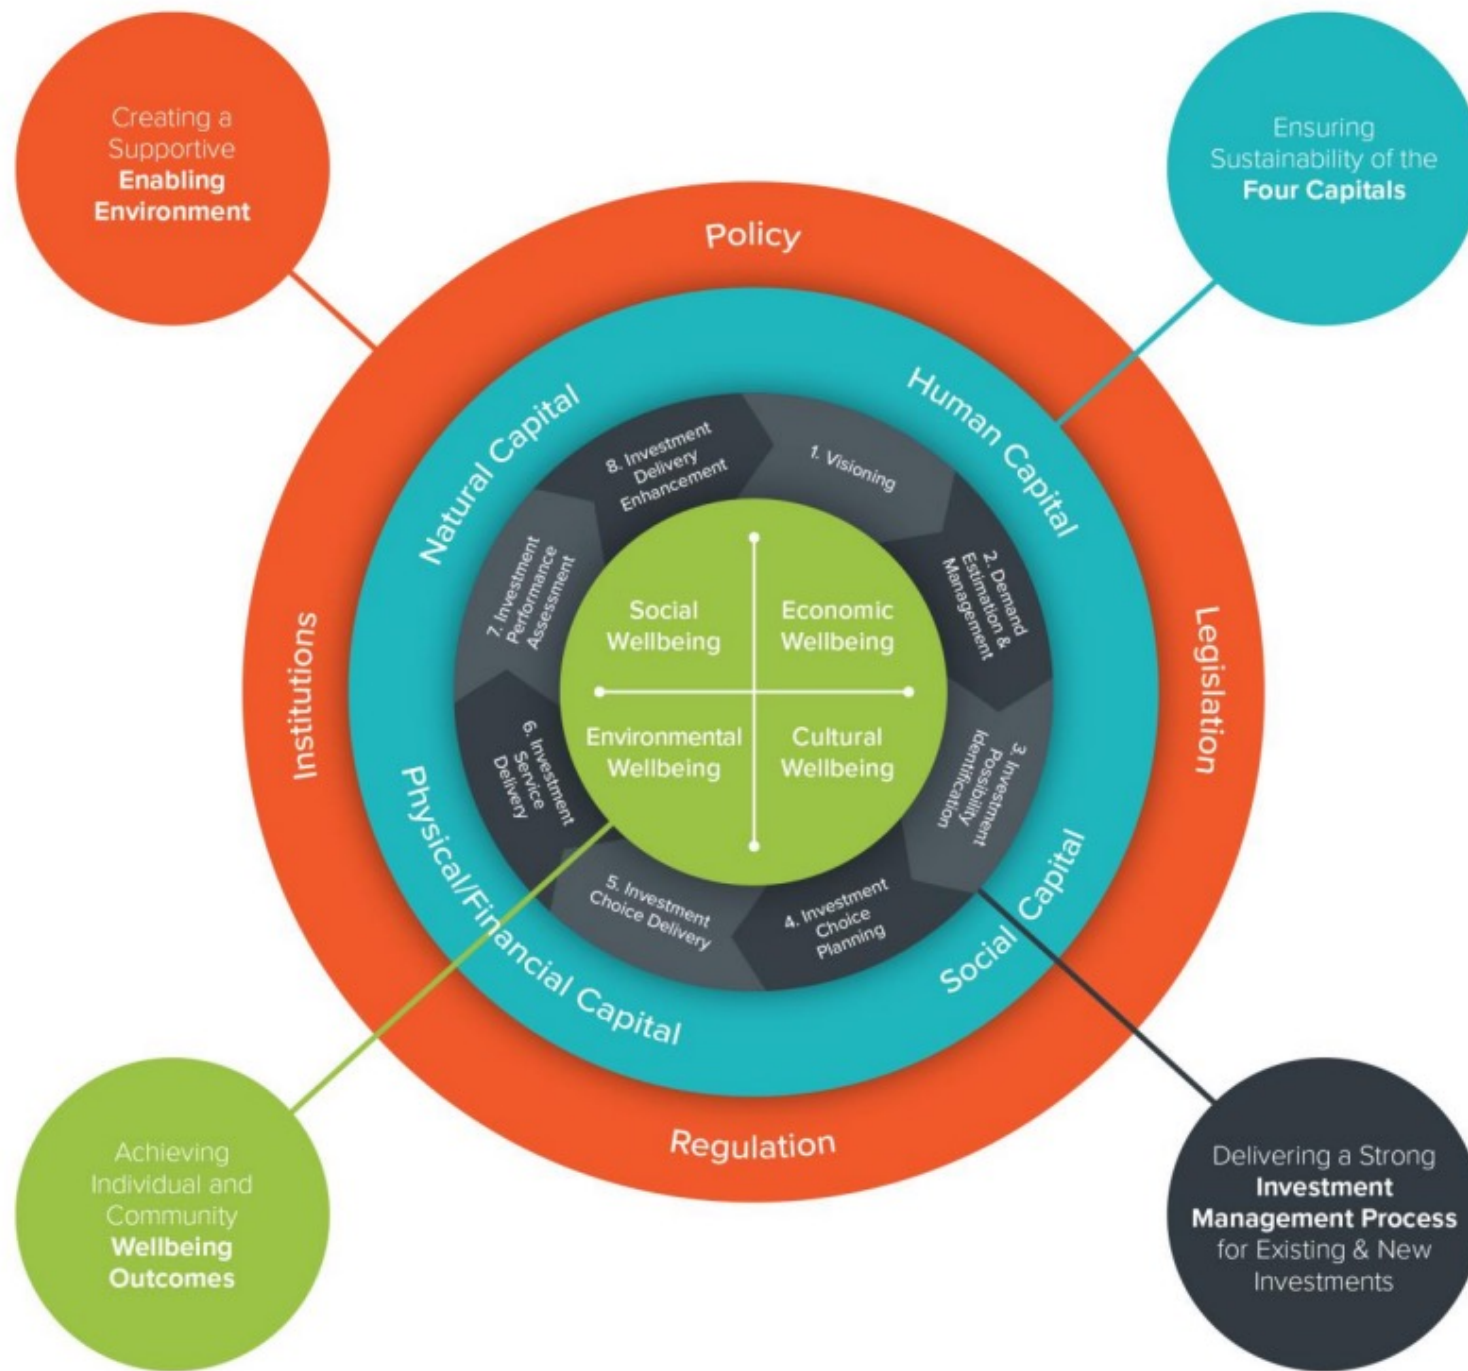 Creating a
Supportive
Enabling
Environment
Ensuring
Sustainability of the
Four Capitals
Policy
Legislation
Regulation
Institutions
Natural Capital
Human Capital
Social Capital
Physical/Financial Capital
1. Visioning
2. Demand
Estimation &
Management
3. Investment
Possibility
Identification
4. Investment
Choice
Planning
5. Investment
Choice Delivery
6. Investment
Service
Delivery
7. Investment
Performance
Assessment
8. Investment
Delivery
Enhancement
Social
Wellbeing
Economic
Wellbeing
Environmental
Wellbeing
Cultural
Wellbeing
Achieving
Individual and
Community
Wellbeing
Outcomes
Delivering a Strong
Investment
Management Process
for Existing & New
Investments